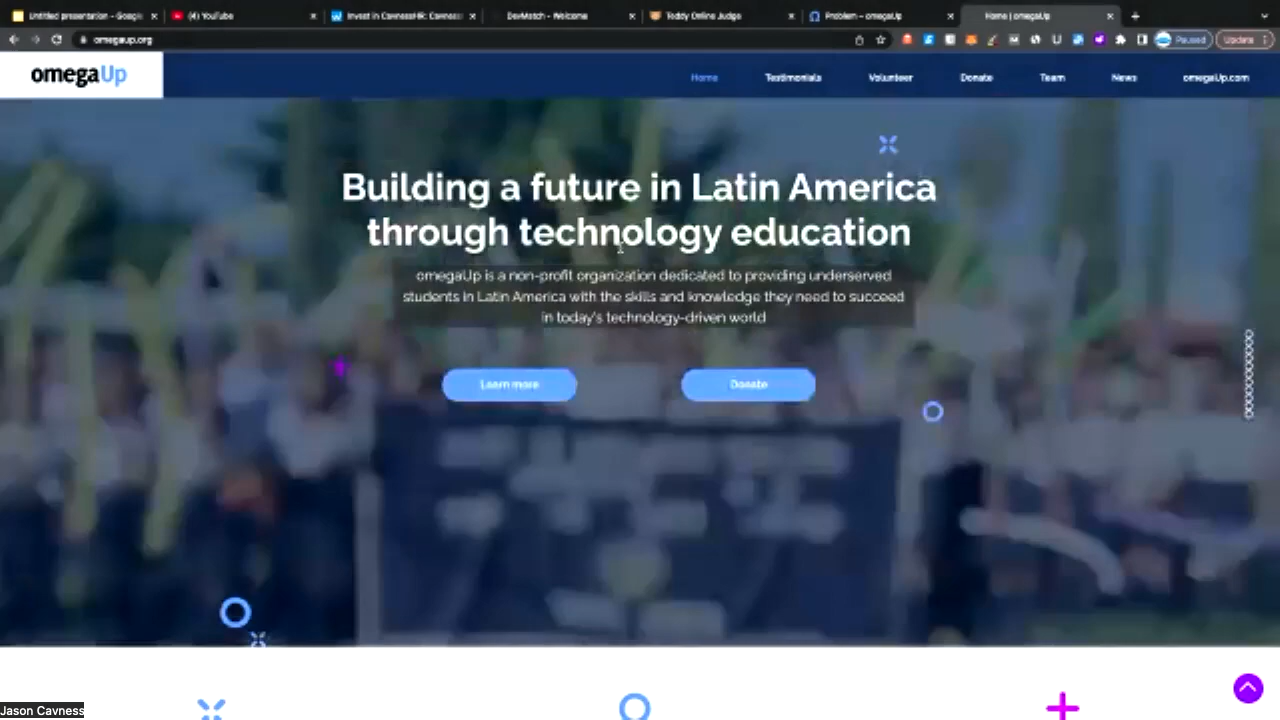 Untitled presentation - Googl
(4) YouTube
Invest in CavnessHR: Cavness
DevMatch - Welcome
Teddy Online Judge
Problem – omegaUp
Home | omegaUp
omegaup.org
Paused
Update
omegaUp
Home
Testimonials
Volunteer
Donate
Team
News
omegaUp.com
Building a future in Latin America
through technology education
omegaUp is a non-profit organization dedicated to providing underserved
students in Latin America with the skills and knowledge they need to succeed
in today's technology-driven world
Learn more
Donate
Jason Cavness